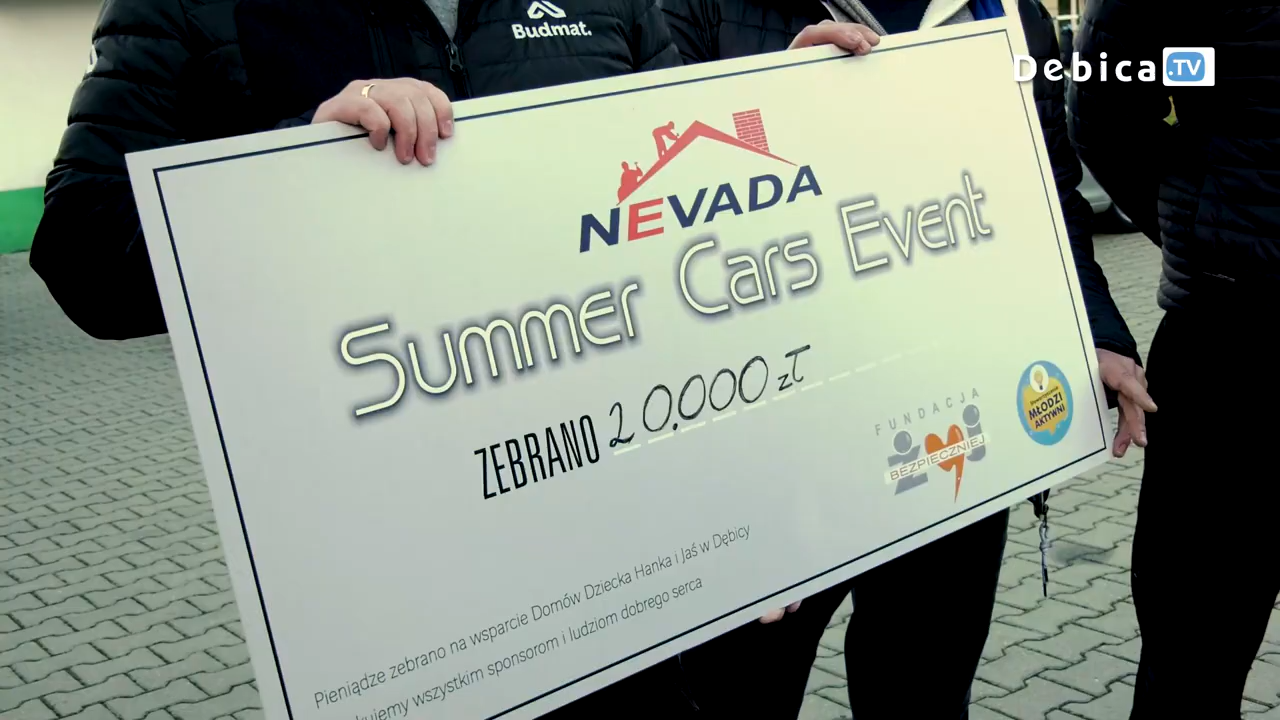 Budmat.
Debica.TV
NEVADA
Summer Cars Event
ZEBRANO 20.000 zł
FUNDACJA
BEZPIECZNIEJ
MŁODZI
AKTYWNI
Pieniądze zebrano na wsparcie Domów Dziecka Hanka i Jaś w Dębicy
wszystkim sponsorom i ludziom dobrego serca